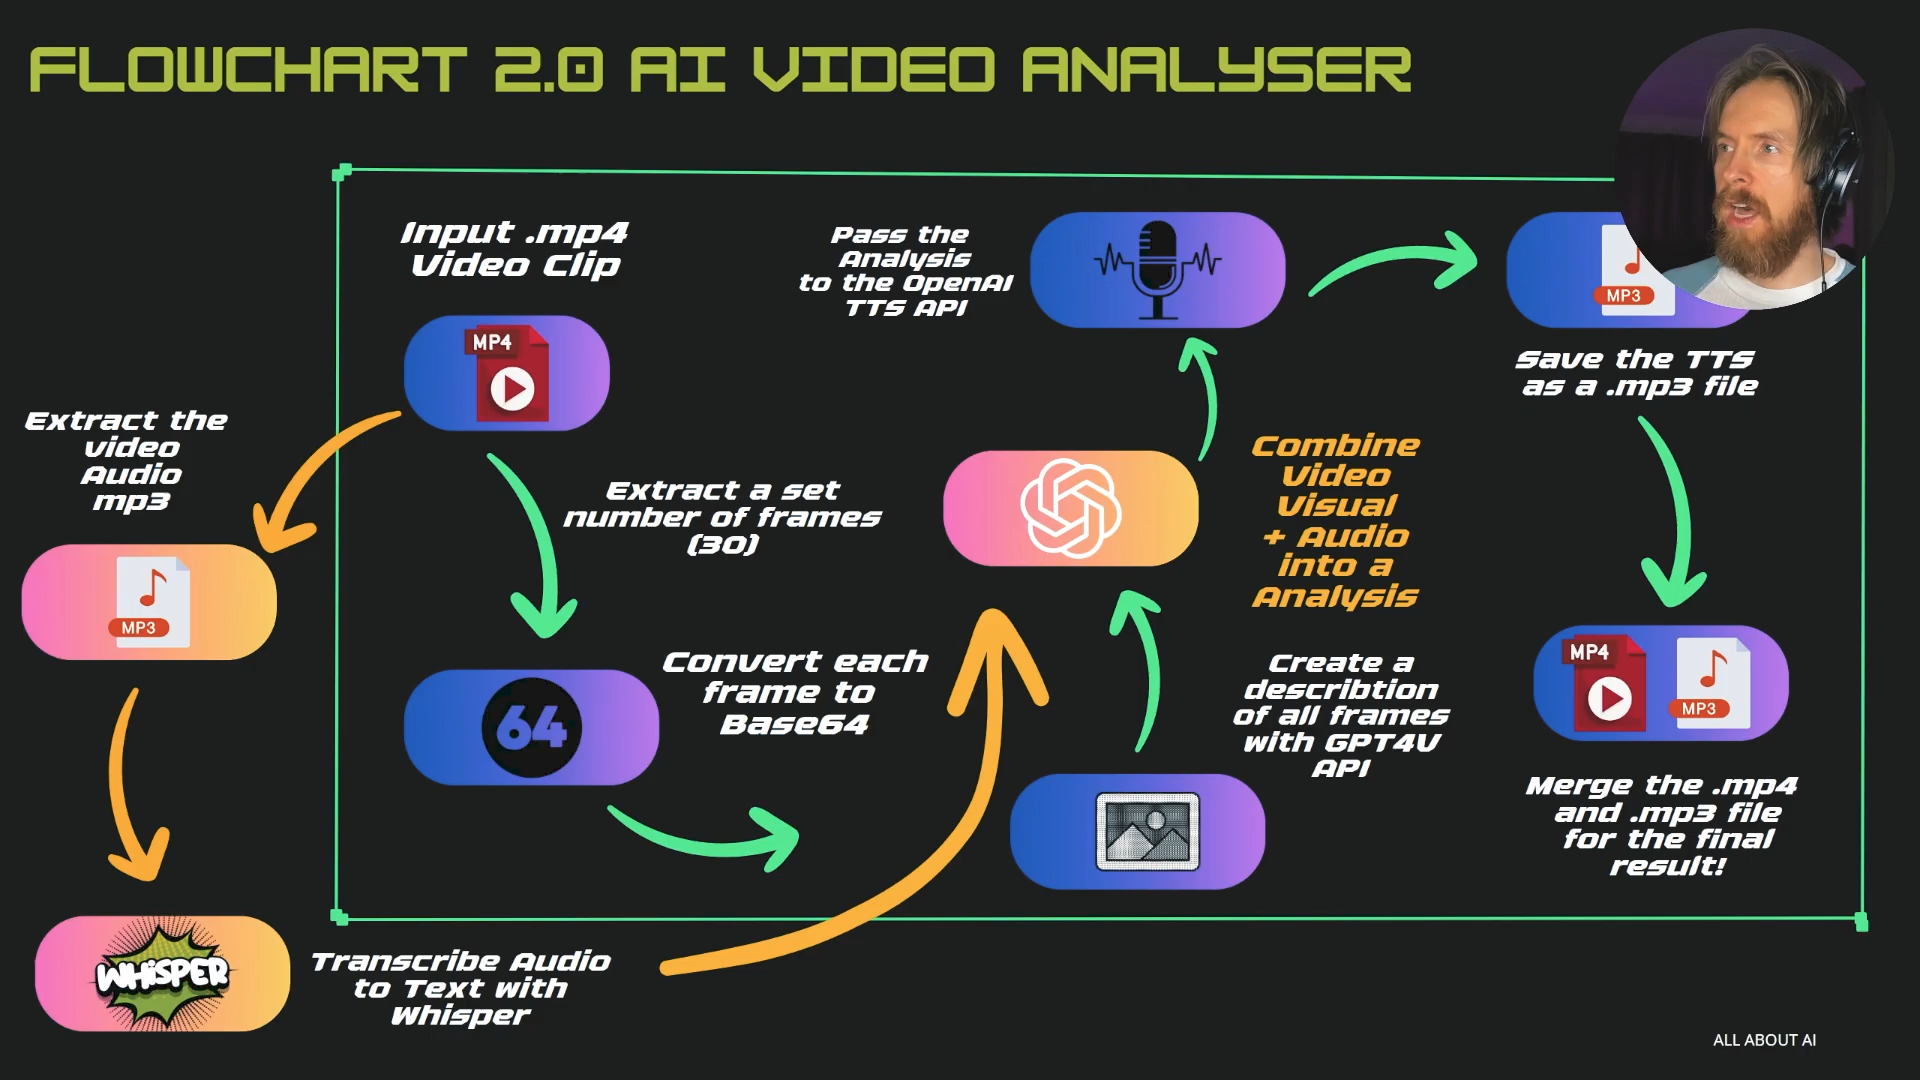 FLOWCHART 2.0 AI VIDEO ANALYSER
Input .mp4
Video Clip
MP4
Extract the
video
Audio
mp3
MP3
WHISPER
Transcribe Audio
to Text with
Whisper
Extract a set
number of frames
(30)
64
Convert each
frame to
Base64
Create a
describtion
of all frames
with GPT4V
API
Combine
Video
Visual
+ Audio
into a
Analysis
Pass the
Analysis
to the OpenAI
TTS API
MP3
Save the TTS
as a .mp3 file
MP4
MP3
Merge the .mp4
and .mp3 file
for the final
result!
ALL ABOUT AI